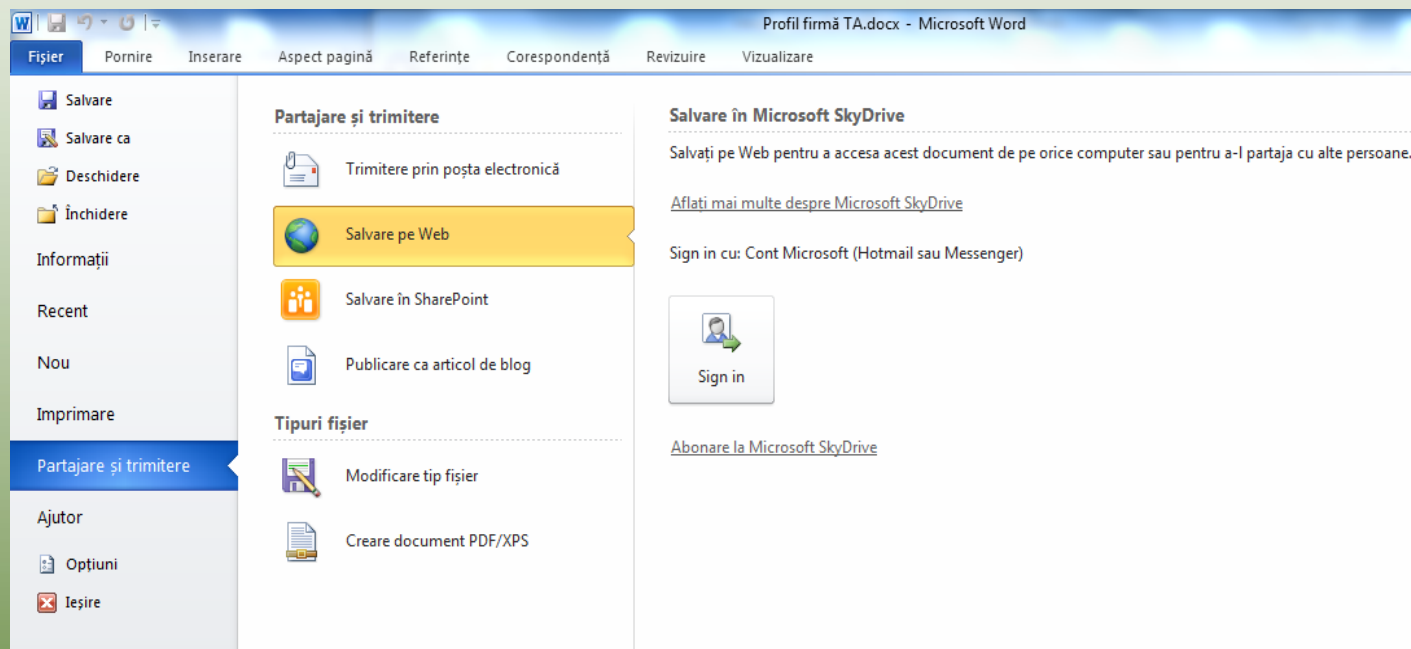 Profil firmă TA.docx - Microsoft Word
Fișier Pornire Inserare Aspect pagină Referințe Corespondență Revizuire Vizualizare
Salvare
Salvare ca
Deschidere
Închidere
Informații
Recent
Nou
Imprimare
Partajare și trimitere
Ajutor
Opțiuni
Ieșire
Partajare și trimitere
Trimitere prin poșta electronică
Salvare pe Web
Salvare în SharePoint
Publicare ca articol de blog
Tipuri fișier
Modificare tip fișier
Creare document PDF/XPS
Salvare în Microsoft SkyDrive
Salvați pe Web pentru a accesa acest document de pe orice computer sau pentru a-l partaja cu alte persoane.
Aflați mai multe despre Microsoft SkyDrive
Sign in cu: Cont Microsoft (Hotmail sau Messenger)
Sign in
Abonare la Microsoft SkyDrive